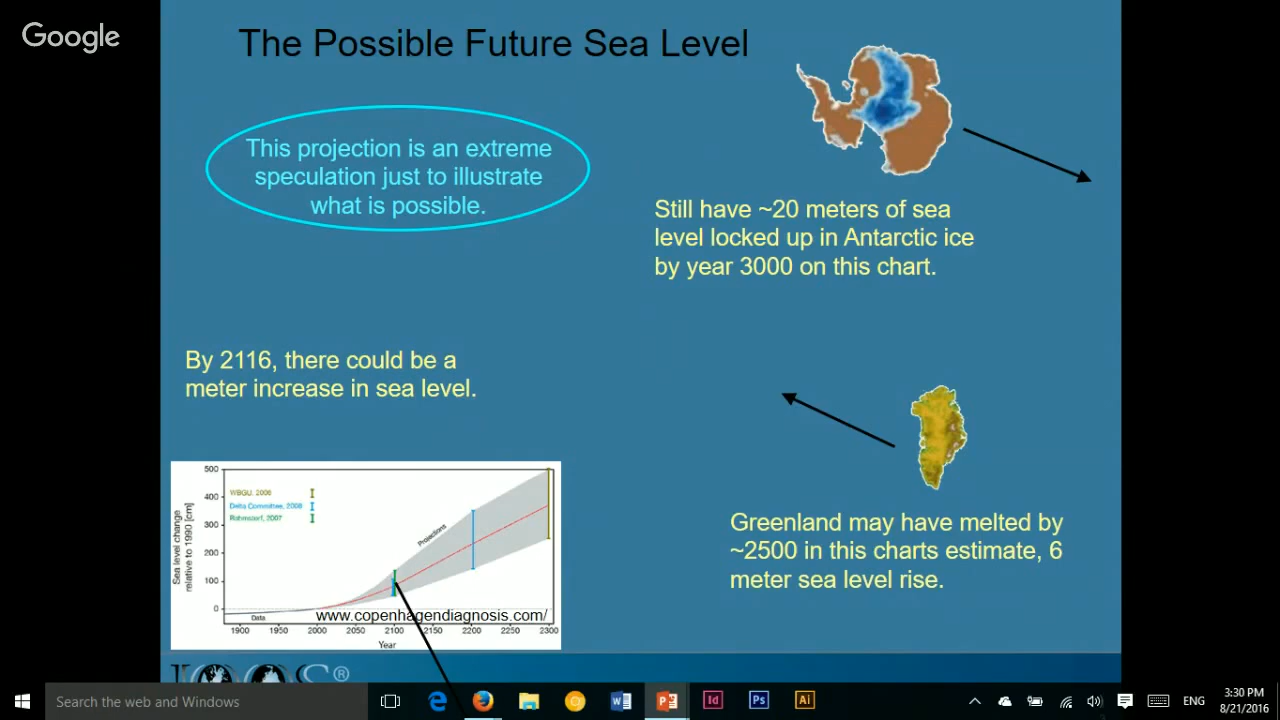 Google
The Possible Future Sea Level
This projection is an extreme
speculation just to illustrate
what is possible.
Still have ~20 meters of sea
level locked up in Antarctic ice
by year 3000 on this chart.
By 2116, there could be a
meter increase in sea level.
Greenland may have melted by
~2500 in this charts estimate, 6
meter sea level rise.
Sea level change
relative to 1990 [cm]
500
400
300
200
100
0
WBGU, 2006
Delta Committee, 2008
Rahmstorf, 2007
Projections
Data
www.copenhagendiagnosis.com/
1900 1950 2000 2050 2100 2150 2200 2250 2300
Year
®
Search the web and Windows
Id
Ps
Ai
ENG
3:30 PM
8/21/2016